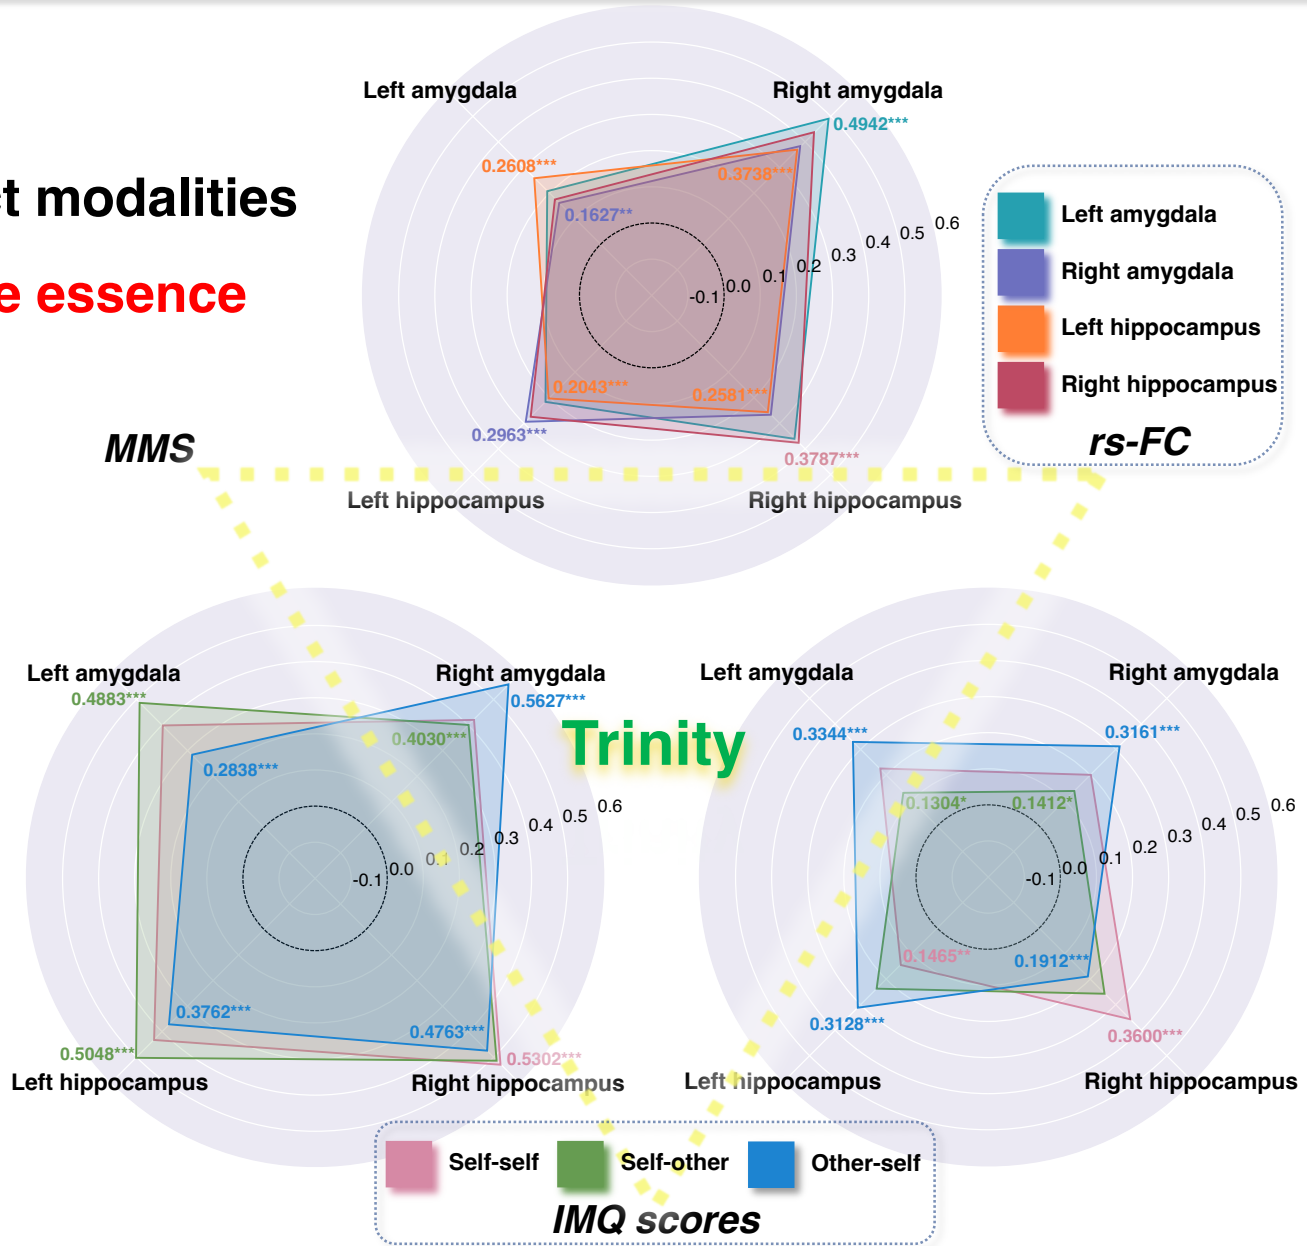 Left amygdala
Right amygdala
0.4942***
0.2608***
0.3738***
ct modalities
0.1627**
Left amygdala
-0.1 0.0 0.1 0.2 0.3 0.4 0.5 0.6
Right amygdala
e essence
Left hippocampus
0.2043***
0.2581***
Right hippocampus
0.2963***
MMS
rs-FC
0.3787***
Left hippocampus
Right hippocampus
Left amygdala
Right amygdala
0.4883***
0.5627***
0.4030***
0.2838***
Trinity
-0.1 0.0 0.1 0.2 0.3 0.4 0.5 0.6
0.3762***
0.4763***
0.5048***
0.5302***
Left hippocampus
Right hippocampus
Left amygdala
Right amygdala
0.3344***
0.3161***
0.1304*
0.1412*
-0.1 0.0 0.1 0.2 0.3 0.4 0.5 0.6
0.1465**
0.1912***
0.3128***
0.3600***
Left hippocampus
Right hippocampus
Self-self
Self-other
Other-self
IMQ scores